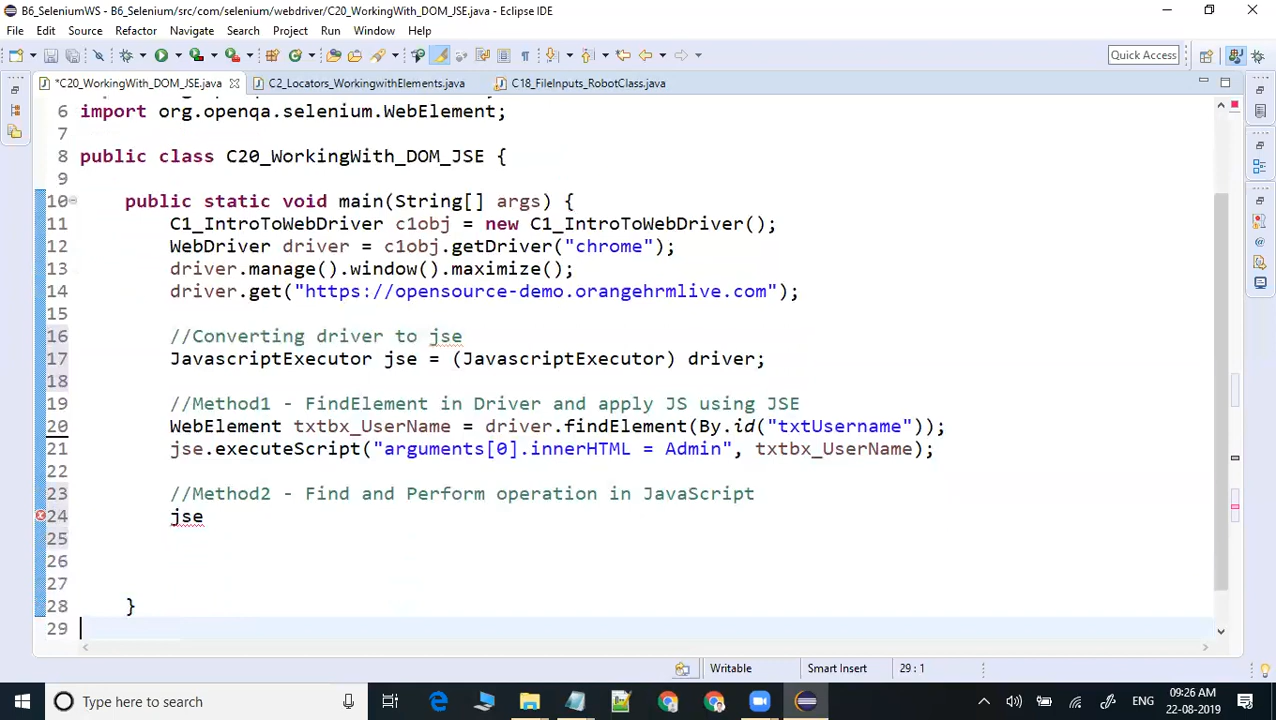 B6_SeleniumWS - B6_Selenium/src/com/selenium/webdriver/C20_WorkingWith_DOM_JSE.java - Eclipse IDE
File Edit Source Refactor Navigate Search Project Run Window Help
Quick Access
*C20_WorkingWith_DOM_JSE.java C2_Locators_WorkingwithElements.java C18_FileInputs_RobotClass.java
6 import org.openqa.selenium.WebElement;
7
8 public class C20_WorkingWith_DOM_JSE {
9
10 public static void main(String[] args) {
11 C1_IntroToWebDriver c1obj = new C1_IntroToWebDriver();
12 WebDriver driver = c1obj.getDriver("chrome");
13 driver.manage().window().maximize();
14 driver.get("https://opensource-demo.orangehrmlive.com");
15
16 //Converting driver to jse
17 JavascriptExecutor jse = (JavascriptExecutor) driver;
18
19 //Method1 - FindElement in Driver and apply JS using JSE
20 WebElement txtbx_UserName = driver.findElement(By.id("txtUsername"));
21 jse.executeScript("arguments[0].innerHTML = Admin", txtbx_UserName);
22
23 //Method2 - Find and Perform operation in JavaScript
24 jse
25
26
27
28 }
29
Writable Smart Insert 29 : 1
Type here to search
ENG
09:26 AM
22-08-2019